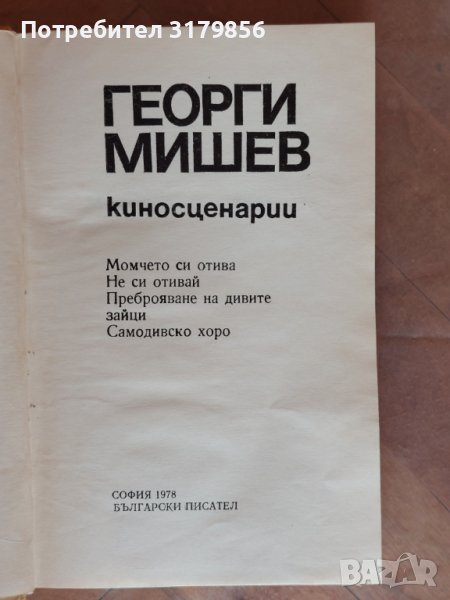 Потребител 3179856
ГЕОРГИ
МИШЕВ
киносценарии
Момчето си отива
Не си отивай
Преброяване на дивите
зайци
Самодивско хоро
СОФИЯ 1978
БЪЛГАРСКИ ПИСАТЕЛ
BAZAR